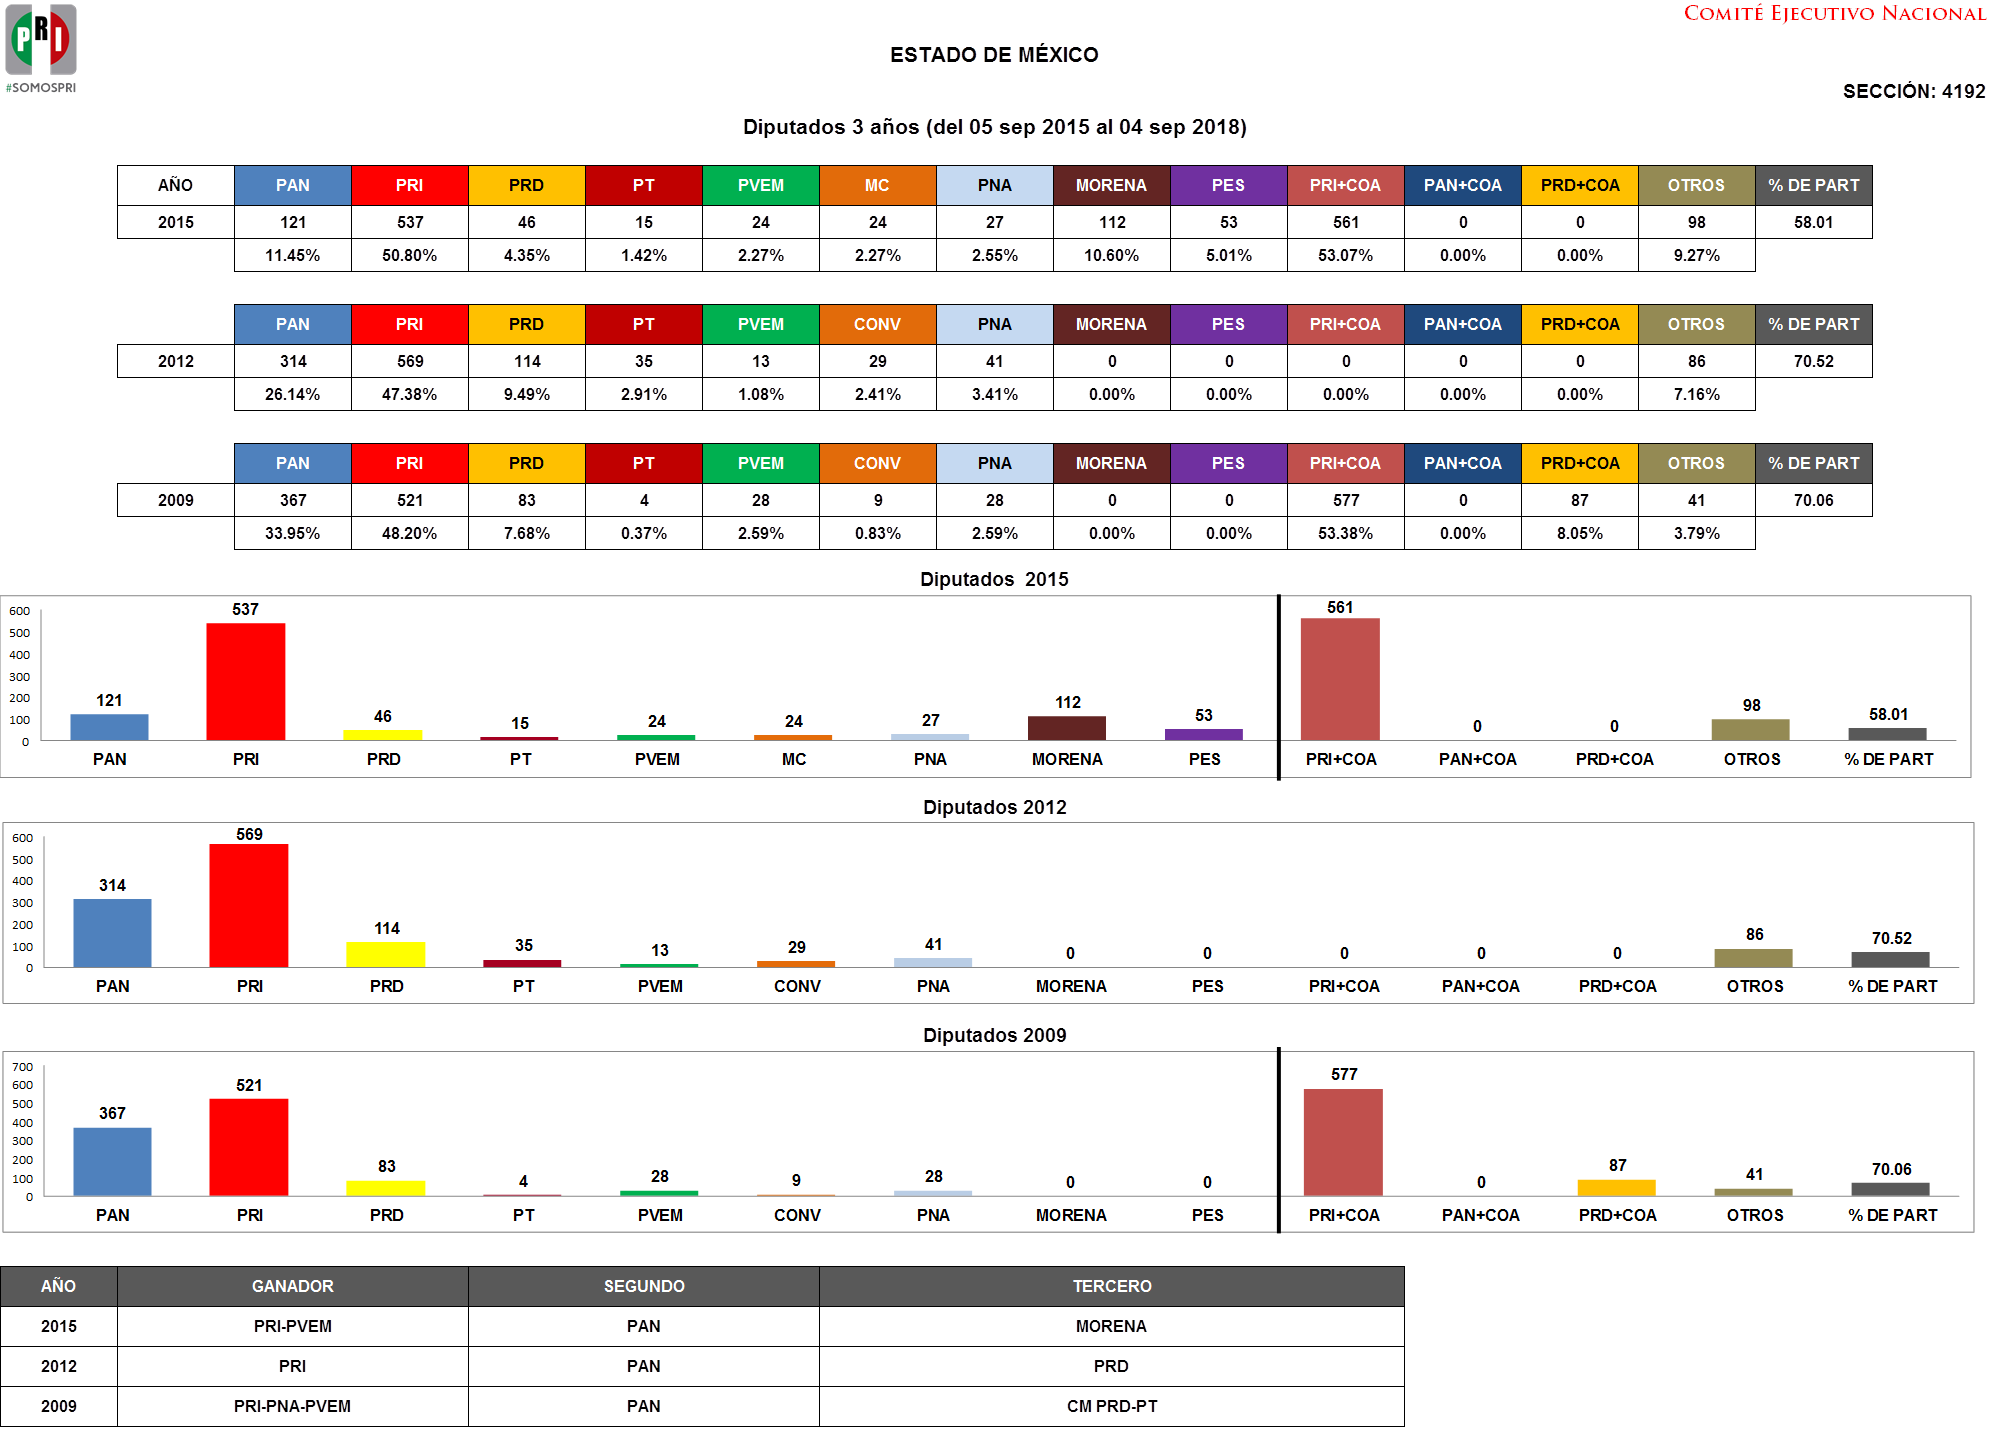 COMITÉ EJECUTIVO NACIONAL
PRI
#SOMOSPRI
ESTADO DE MÉXICO
SECCIÓN: 4192
Diputados 3 años (del 05 sep 2015 al 04 sep 2018)
AÑO PAN PRI PRD PT PVEM MC PNA MORENA PES PRI+COA PAN+COA PRD+COA OTROS % DE PART
2015 121 537 46 15 24 24 27 112 53 561 0 0 98 58.01
11.45% 50.80% 4.35% 1.42% 2.27% 2.27% 2.55% 10.60% 5.01% 53.07% 0.00% 0.00% 9.27%
PAN PRI PRD PT PVEM CONV PNA MORENA PES PRI+COA PAN+COA PRD+COA OTROS % DE PART
2012 314 569 114 35 13 29 41 0 0 0 0 0 86 70.52
26.14% 47.38% 9.49% 2.91% 1.08% 2.41% 3.41% 0.00% 0.00% 0.00% 0.00% 0.00% 7.16%
PAN PRI PRD PT PVEM CONV PNA MORENA PES PRI+COA PAN+COA PRD+COA OTROS % DE PART
2009 367 521 83 4 28 9 28 0 0 577 0 87 41 70.06
33.95% 48.20% 7.68% 0.37% 2.59% 0.83% 2.59% 0.00% 0.00% 53.38% 0.00% 8.05% 3.79%
Diputados 2015
600
500
400
300
200
100
0
121 537 46 15 24 24 27 112 53 561 0 0 98 58.01
PAN PRI PRD PT PVEM MC PNA MORENA PES PRI+COA PAN+COA PRD+COA OTROS % DE PART
Diputados 2012
600
500
400
300
200
100
0
314 569 114 35 13 29 41 0 0 0 0 0 86 70.52
PAN PRI PRD PT PVEM CONV PNA MORENA PES PRI+COA PAN+COA PRD+COA OTROS % DE PART
Diputados 2009
700
600
500
400
300
200
100
0
367 521 83 4 28 9 28 0 0 577 0 87 41 70.06
PAN PRI PRD PT PVEM CONV PNA MORENA PES PRI+COA PAN+COA PRD+COA OTROS % DE PART
AÑO GANADOR SEGUNDO TERCERO
2015 PRI-PVEM PAN MORENA
2012 PRI PAN PRD
2009 PRI-PNA-PVEM PAN CM PRD-PT